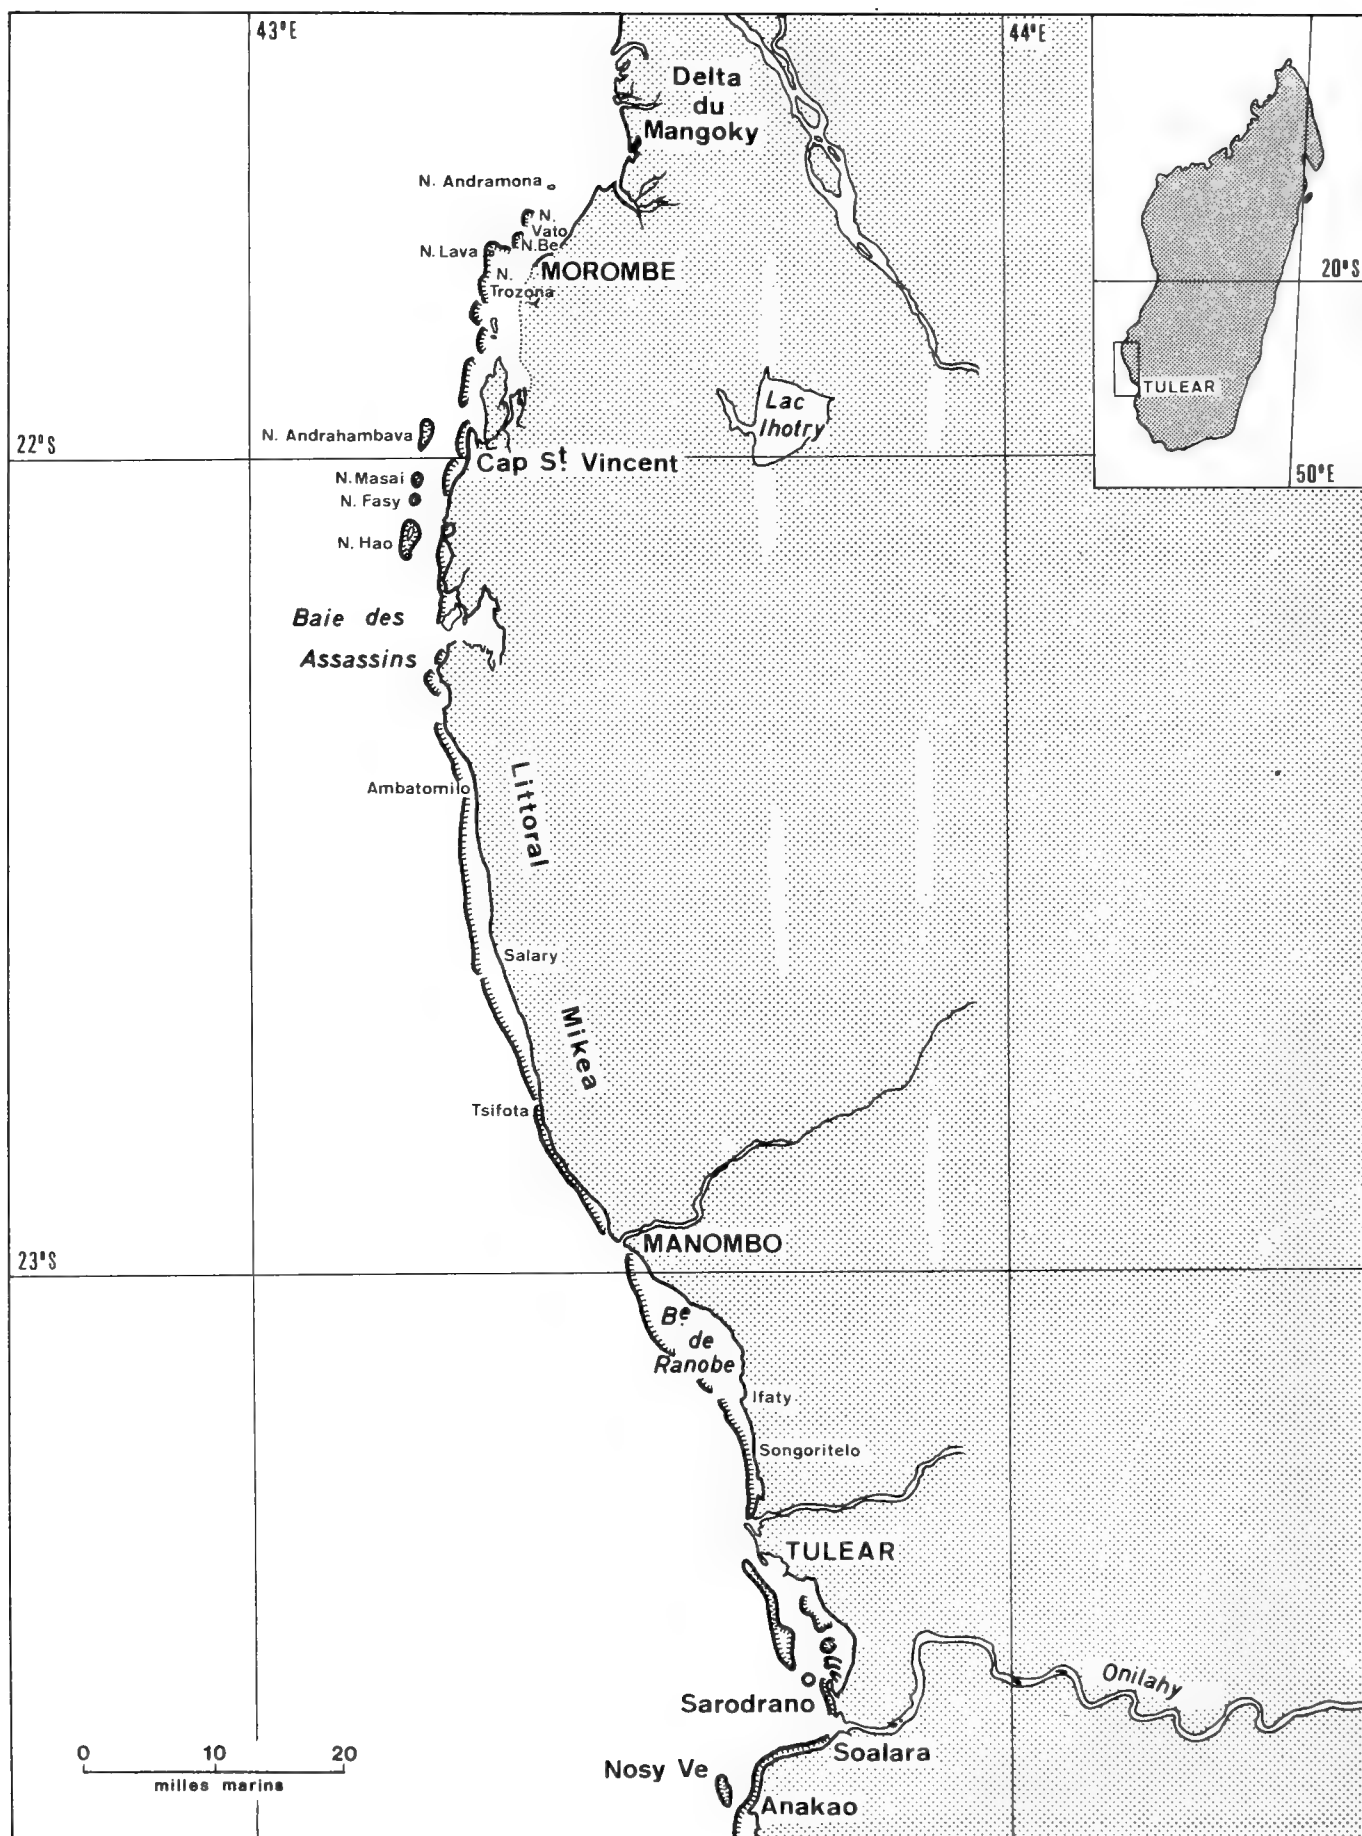 43°E
44°E
Delta
du
Mangoky
N. Andramona
N.
Vato
N. Lava
N.Be
MOROMBE
N.
Trozona
20°S
TULEAR
50°E
Lac
Ihotry
N. Andrahambava
22°S
Cap St. Vincent
N. Masai
N. Fasy
N. Hao
Baie des
Assassins
Ambatomilo
Littoral
Salary
Mikea
Tsifota
MANOMBO
23°S
Be
de
Ranobe
Ifaty
Songoritelo
TULEAR
Onilahy
Sarodrano
Soalara
0 10 20
milles marins
Nosy Ve
Anakao